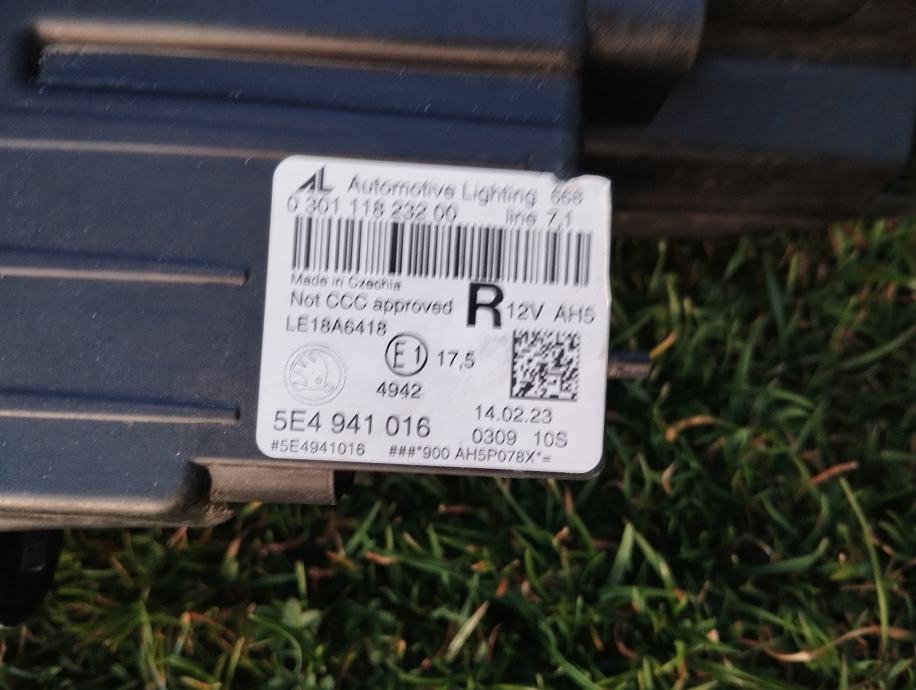 AL Automotive Lighting 668
0 301 118 232 00 line 7,1
Made in Czechia
Not CCC approved R 12V AH5
LE18A6418
E1 17,5
4942
14.02.23
5E4 941 016
0309 10S
#5E4941016 ###*900 AH5P078X*=